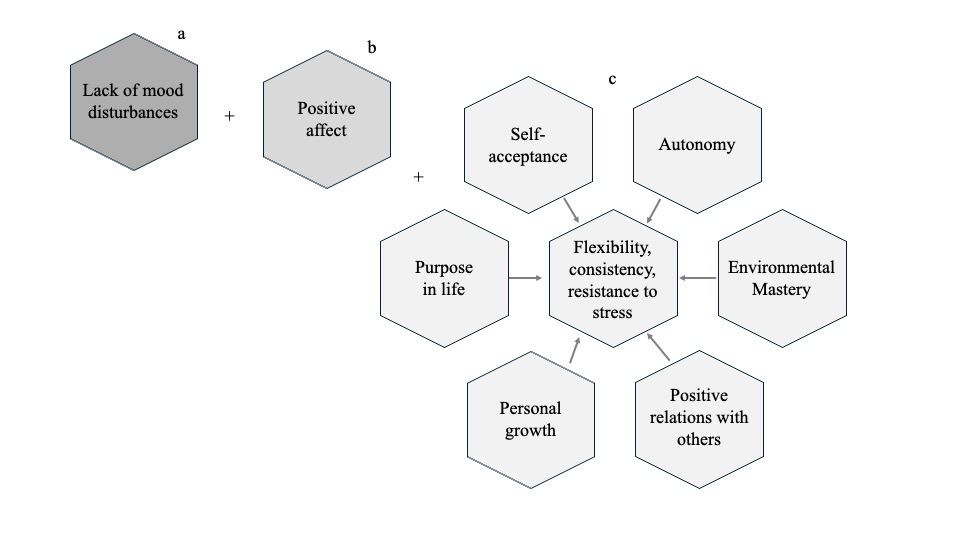 a
Lack of mood
disturbances
+
b
Positive
affect
+
c
Self-
acceptance
Autonomy
Purpose
in life
Flexibility,
consistency,
resistance to
stress
Environmental
Mastery
Personal
growth
Positive
relations with
others